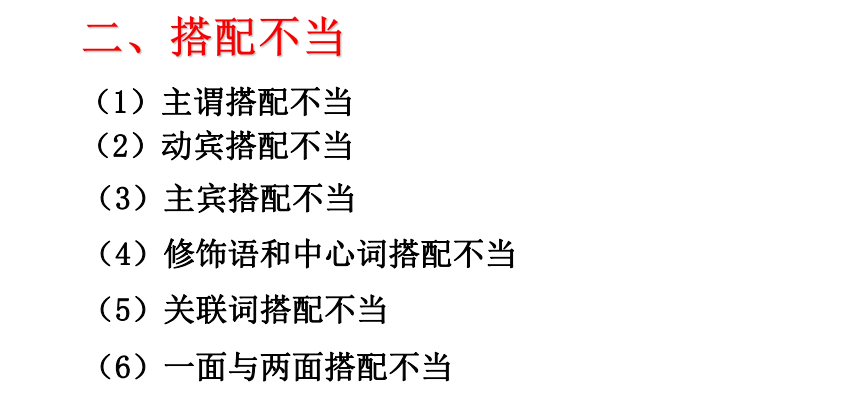 二、搭配不当
（1）主谓搭配不当
（2）动宾搭配不当
（3）主宾搭配不当
（4）修饰语和中心词搭配不当
（5）关联词搭配不当
（6）一面与两面搭配不当